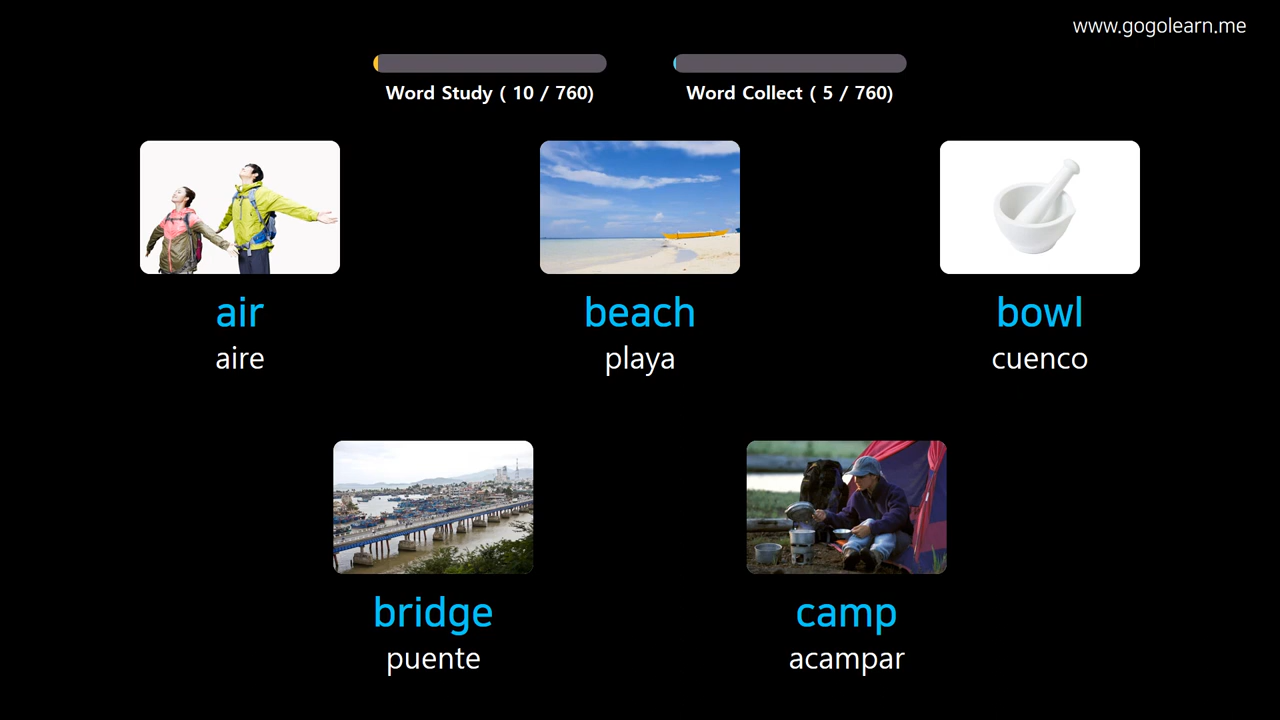 www.gogolearn.me
Word Study ( 10 / 760)
Word Collect ( 5 / 760)
air
aire
beach
playa
bowl
cuenco
bridge
puente
camp
acampar